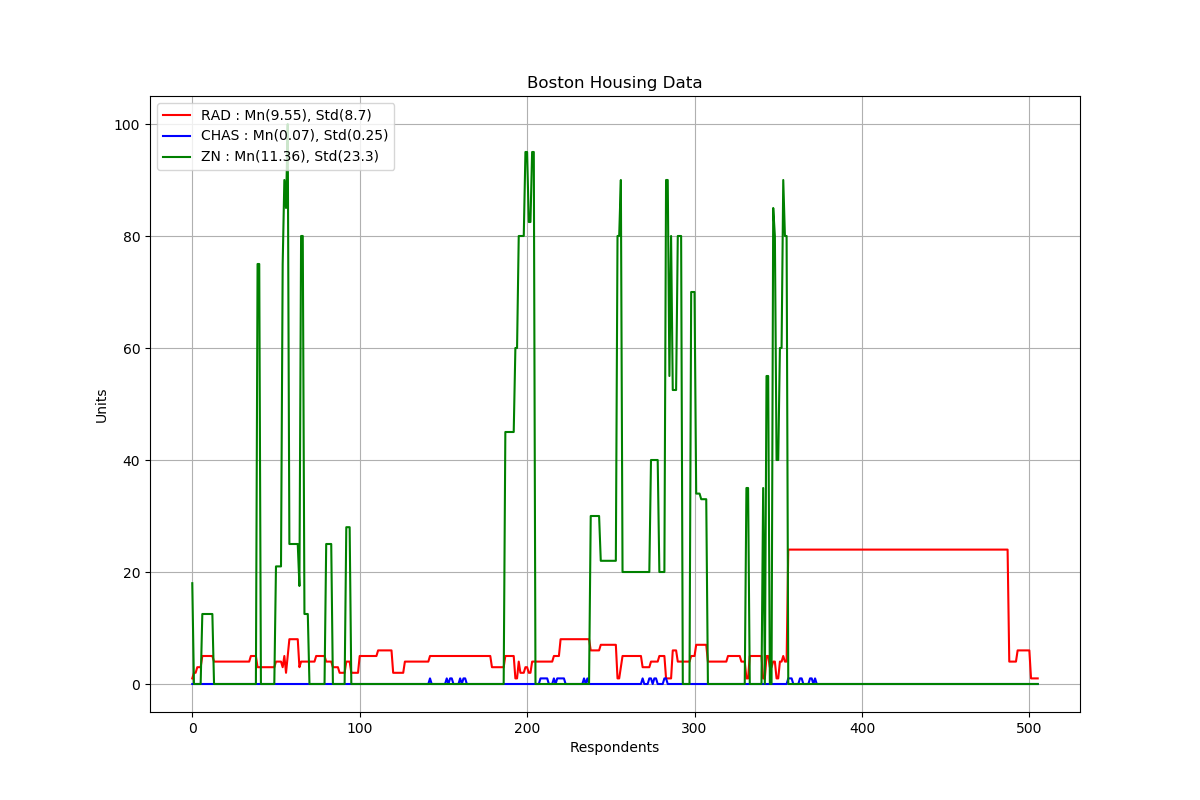 Boston Housing Data
RAD : Mn(9.55), Std(8.7)
CHAS : Mn(0.07), Std(0.25)
ZN : Mn(11.36), Std(23.3)
100
80
60
40
20
0
Units
0 100 200 300 400 500
Respondents